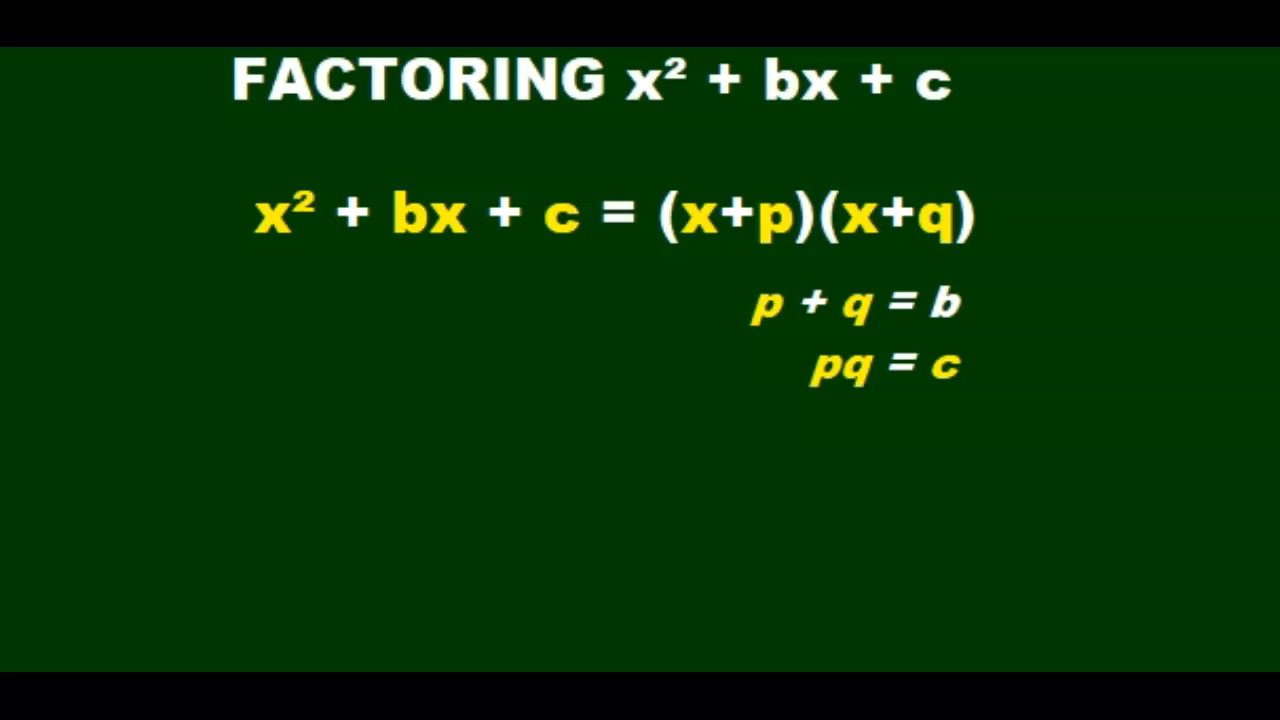 FACTORING x² + bx + c
x² + bx + c = (x+p)(x+q)
p + q = b
pq = c